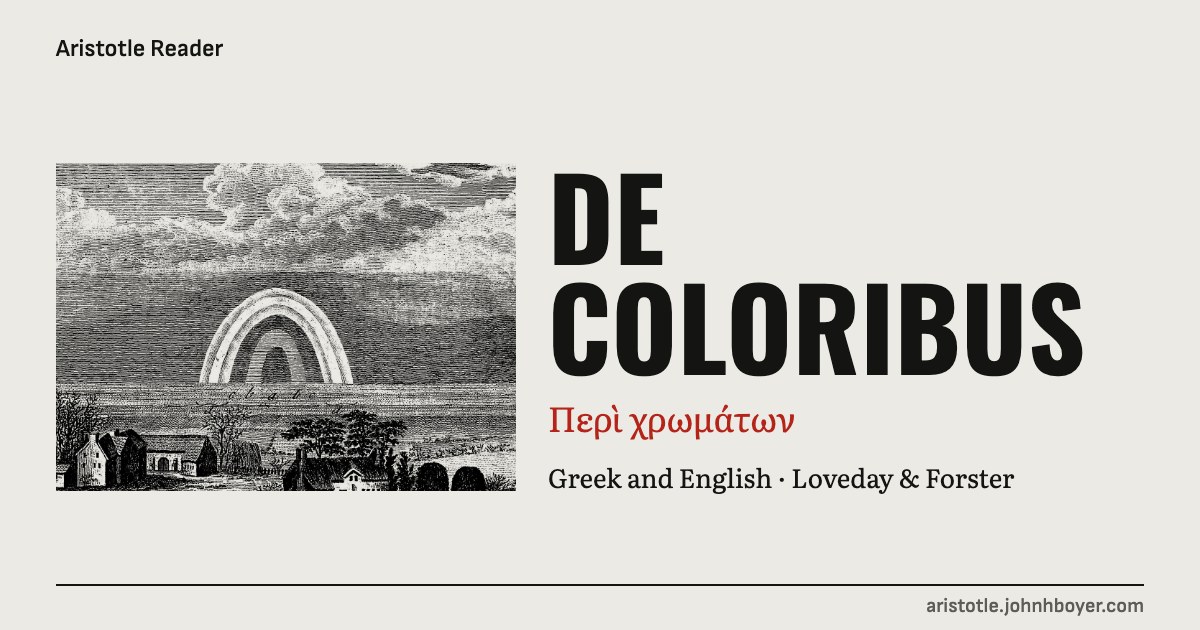 Aristotle Reader
DE
COLORIBUS
Περὶ χρωμάτων
Greek and English · Loveday & Forster
aristotle.johnhboyer.com